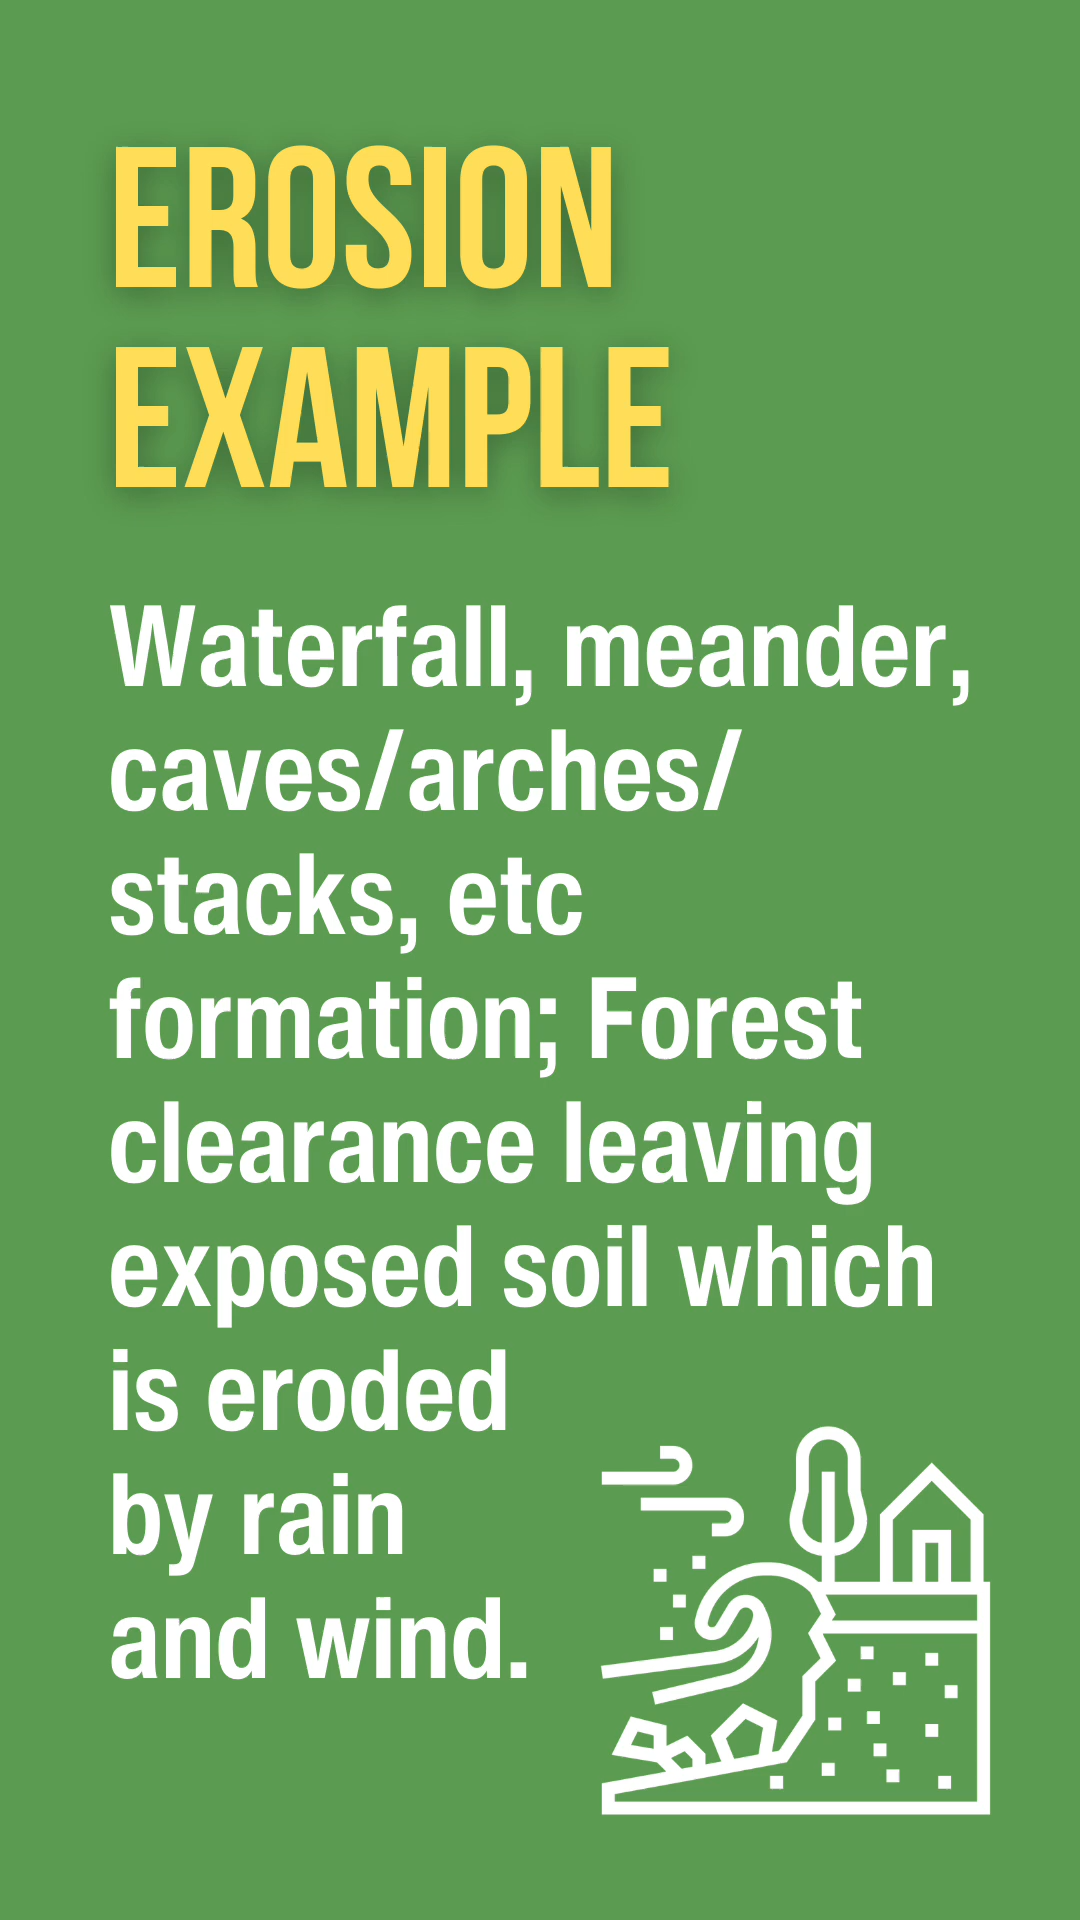 EROSION
EXAMPLE
Waterfall, meander,
caves/arches/
stacks, etc
formation; Forest
clearance leaving
exposed soil which
is eroded
by rain
and wind.